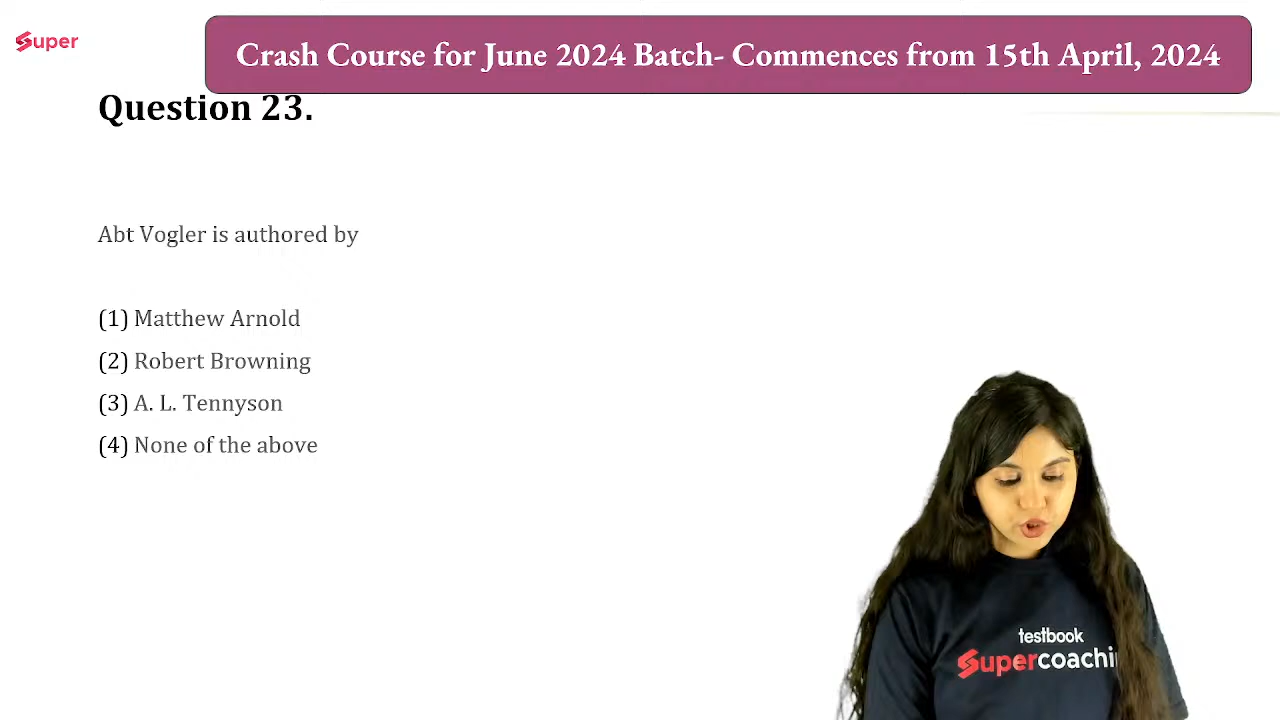 Super
Crash Course for June 2024 Batch- Commences from 15th April, 2024
Question 23.
Abt Vogler is authored by
(1) Matthew Arnold
(2) Robert Browning
(3) A. L. Tennyson
(4) None of the above
testbook
Supercoachin